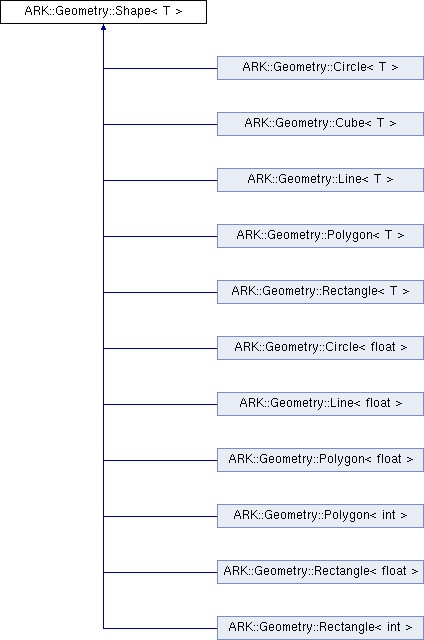 ARK::Geometry::Shape< T >
ARK::Geometry::Circle< T >
ARK::Geometry::Cube< T >
ARK::Geometry::Line< T >
ARK::Geometry::Polygon< T >
ARK::Geometry::Rectangle< T >
ARK::Geometry::Circle< float >
ARK::Geometry::Line< float >
ARK::Geometry::Polygon< float >
ARK::Geometry::Polygon< int >
ARK::Geometry::Rectangle< float >
ARK::Geometry::Rectangle< int >